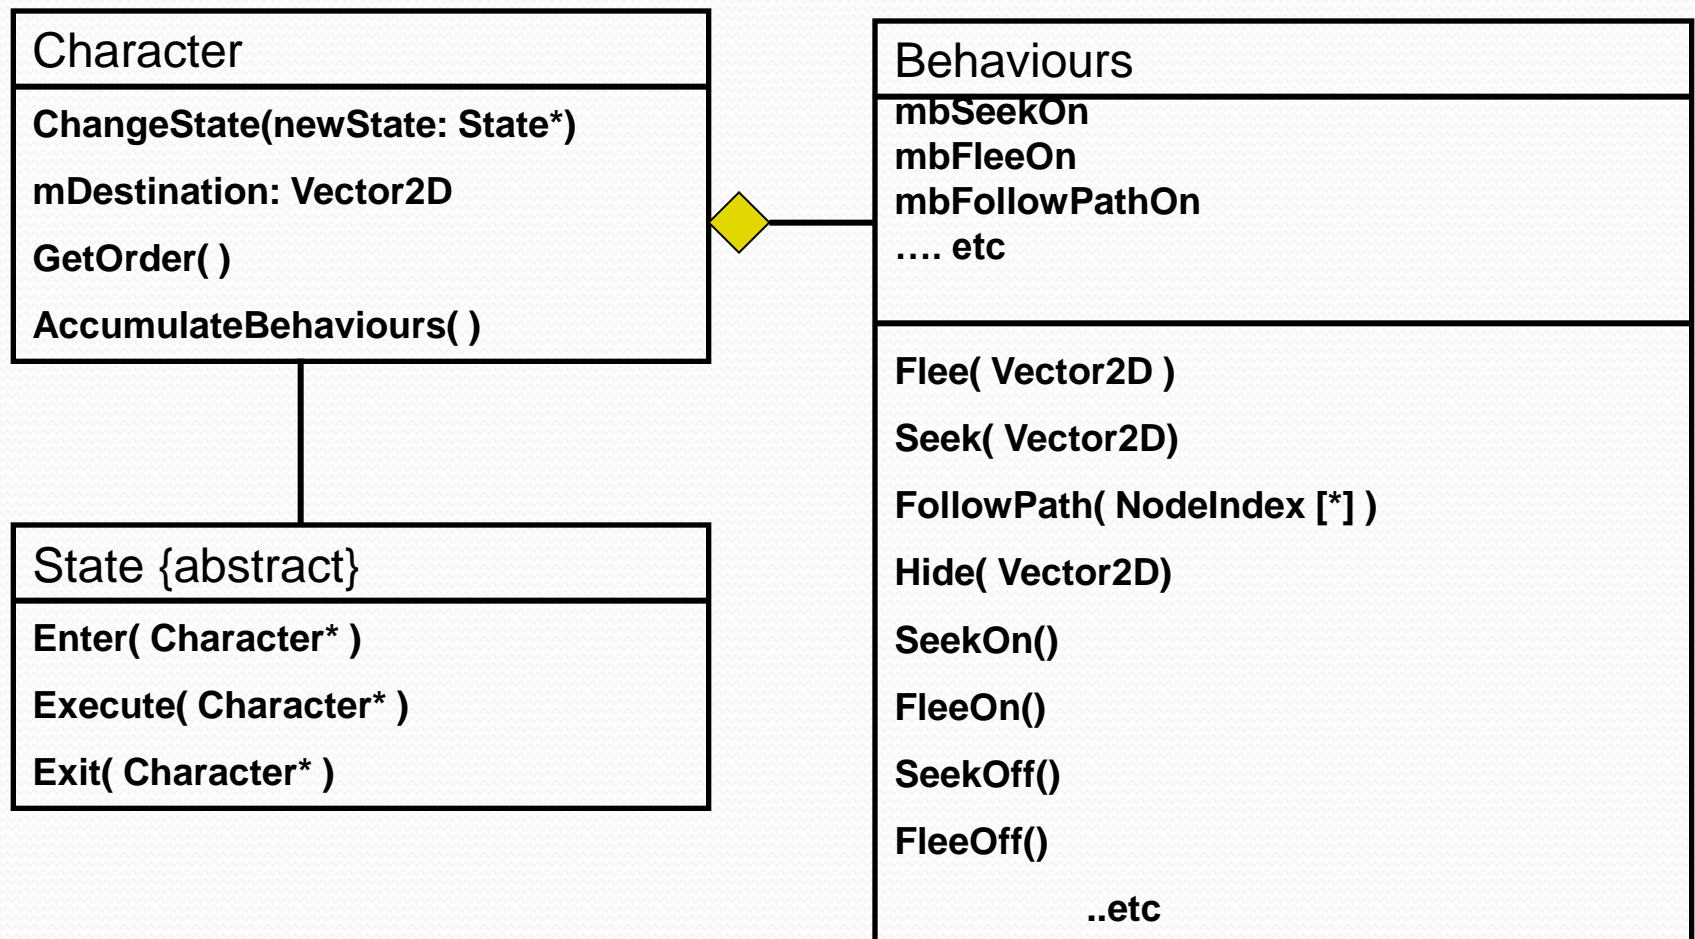 Character
ChangeState(newState: State*)
mDestination: Vector2D
GetOrder( )
AccumulateBehaviours( )
State {abstract}
Enter( Character* )
Execute( Character* )
Exit( Character* )
Behaviours
mbSeekOn
mbFleeOn
mbFollowPathOn
…. etc
Flee( Vector2D )
Seek( Vector2D)
FollowPath( NodeIndex [*] )
Hide( Vector2D)
SeekOn()
FleeOn()
SeekOff()
FleeOff()
..etc